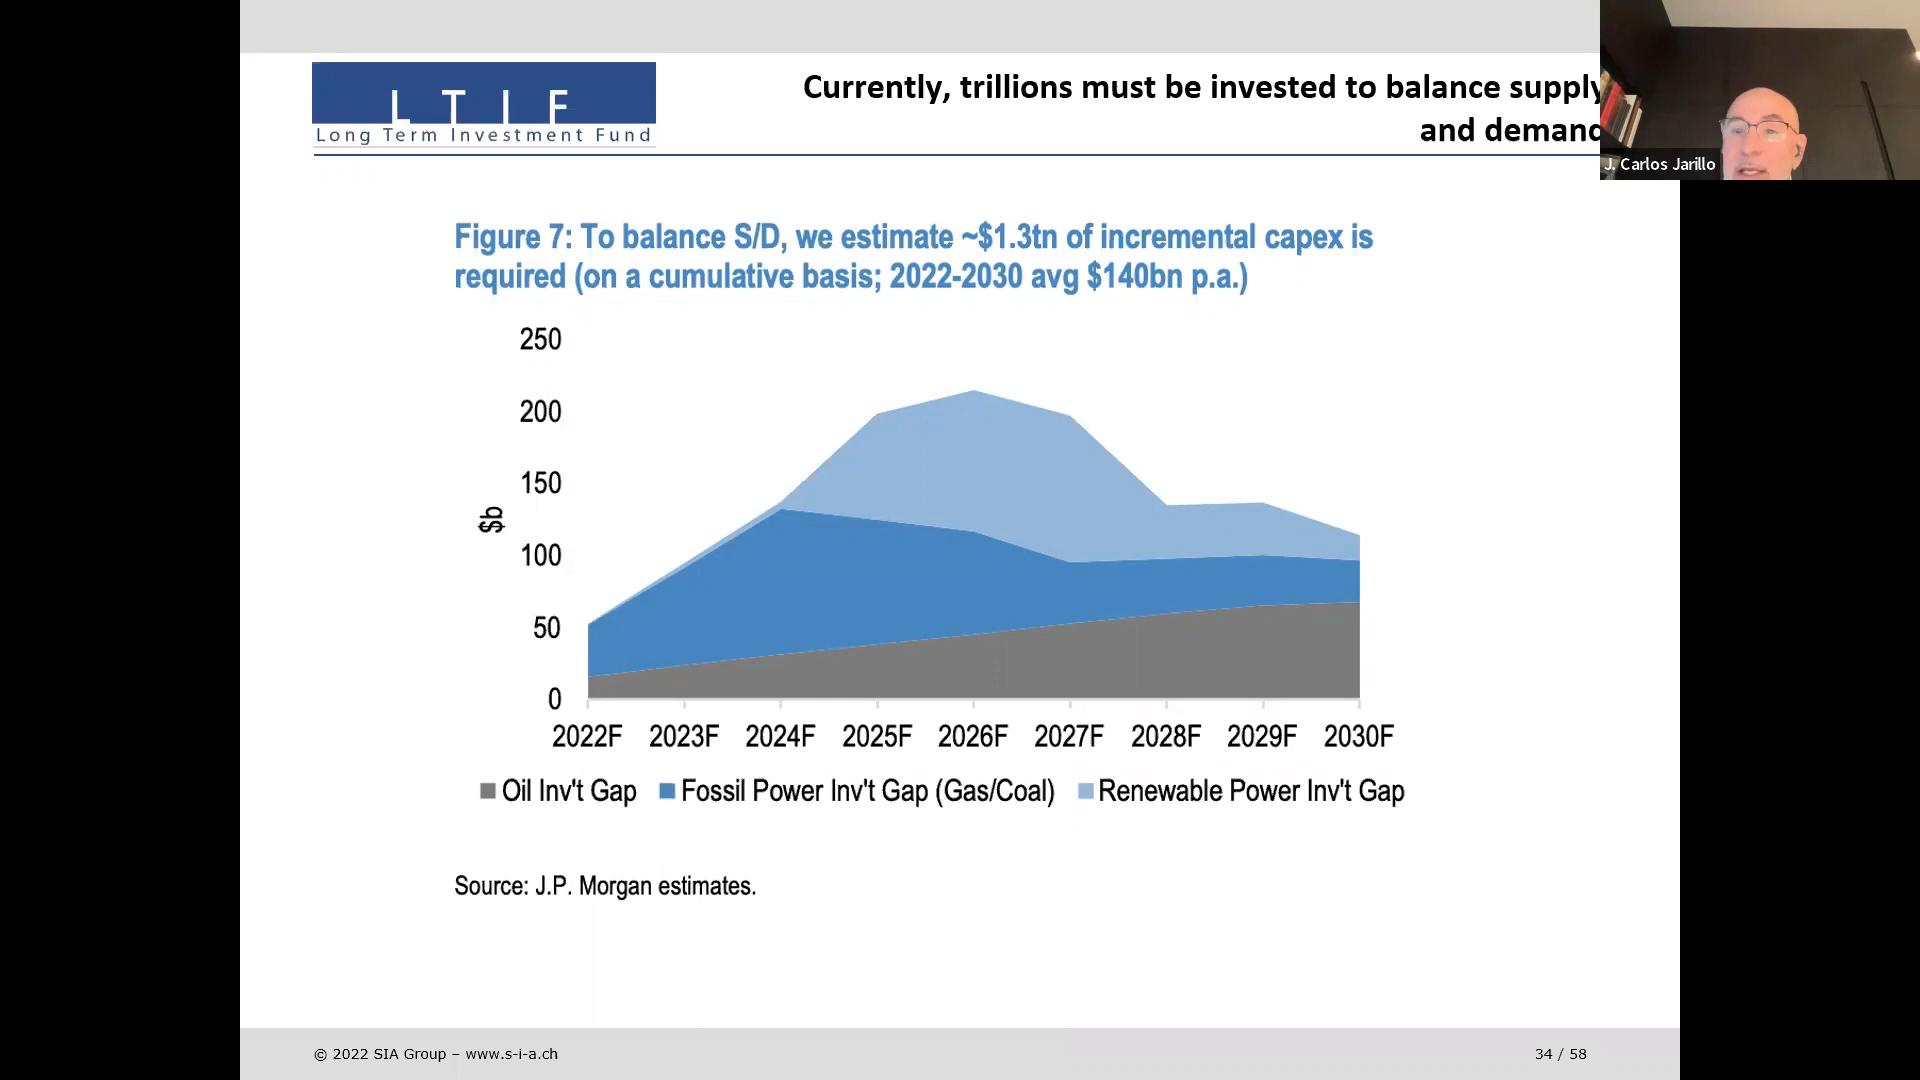 L T I F
Long Term Investment Fund
Currently, trillions must be invested to balance supply
and demand
J. Carlos Jarillo
Figure 7: To balance S/D, we estimate ~$1.3tn of incremental capex is
required (on a cumulative basis; 2022-2030 avg $140bn p.a.)
250
200
150
100
50
0
$b
2022F 2023F 2024F 2025F 2026F 2027F 2028F 2029F 2030F
Oil Inv't Gap Fossil Power Inv't Gap (Gas/Coal) Renewable Power Inv't Gap
Source: J.P. Morgan estimates.
© 2022 SIA Group – www.s-i-a.ch
34 / 58